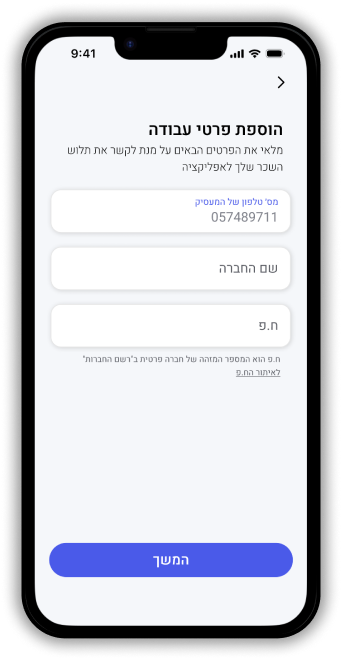 9:41
הוספת פרטי עבודה
מלאי את הפרטים הבאים על מנת לקשר את תלוש
השכר שלך לאפליקציה
מס׳ טלפון של המעסיק
057489711
שם החברה
ח.פ
ח.פ הוא המספר המזהה של חברה פרטית ב"רשם החברות"
לאיתור הח.פ
המשך